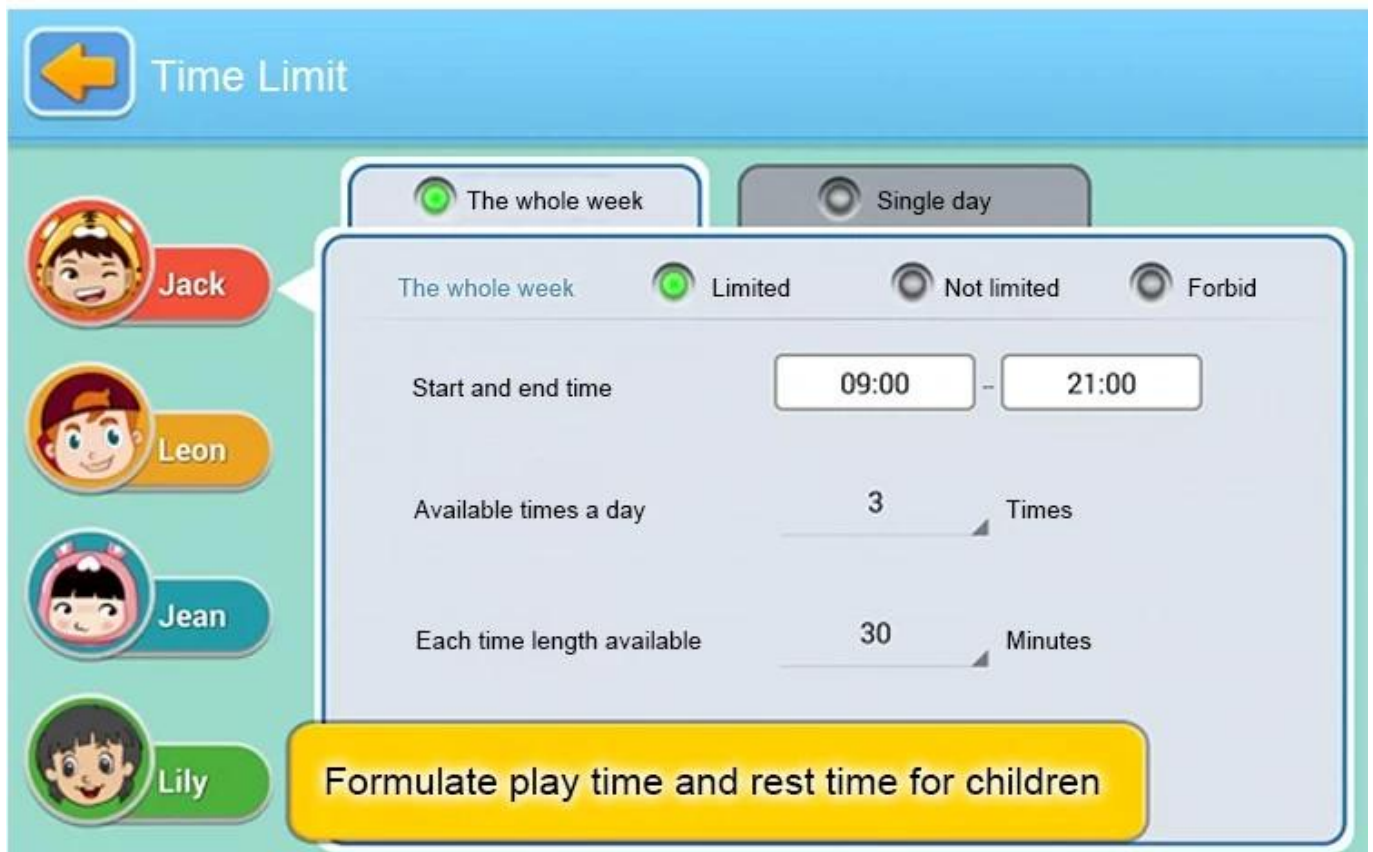 Time Limit
The whole week
Single day
Jack
The whole week Limited Not limited Forbid
Start and end time 09:00 - 21:00
Leon
Available times a day 3 Times
Jean
Each time length available 30 Minutes
Lily
Formulate play time and rest time for children